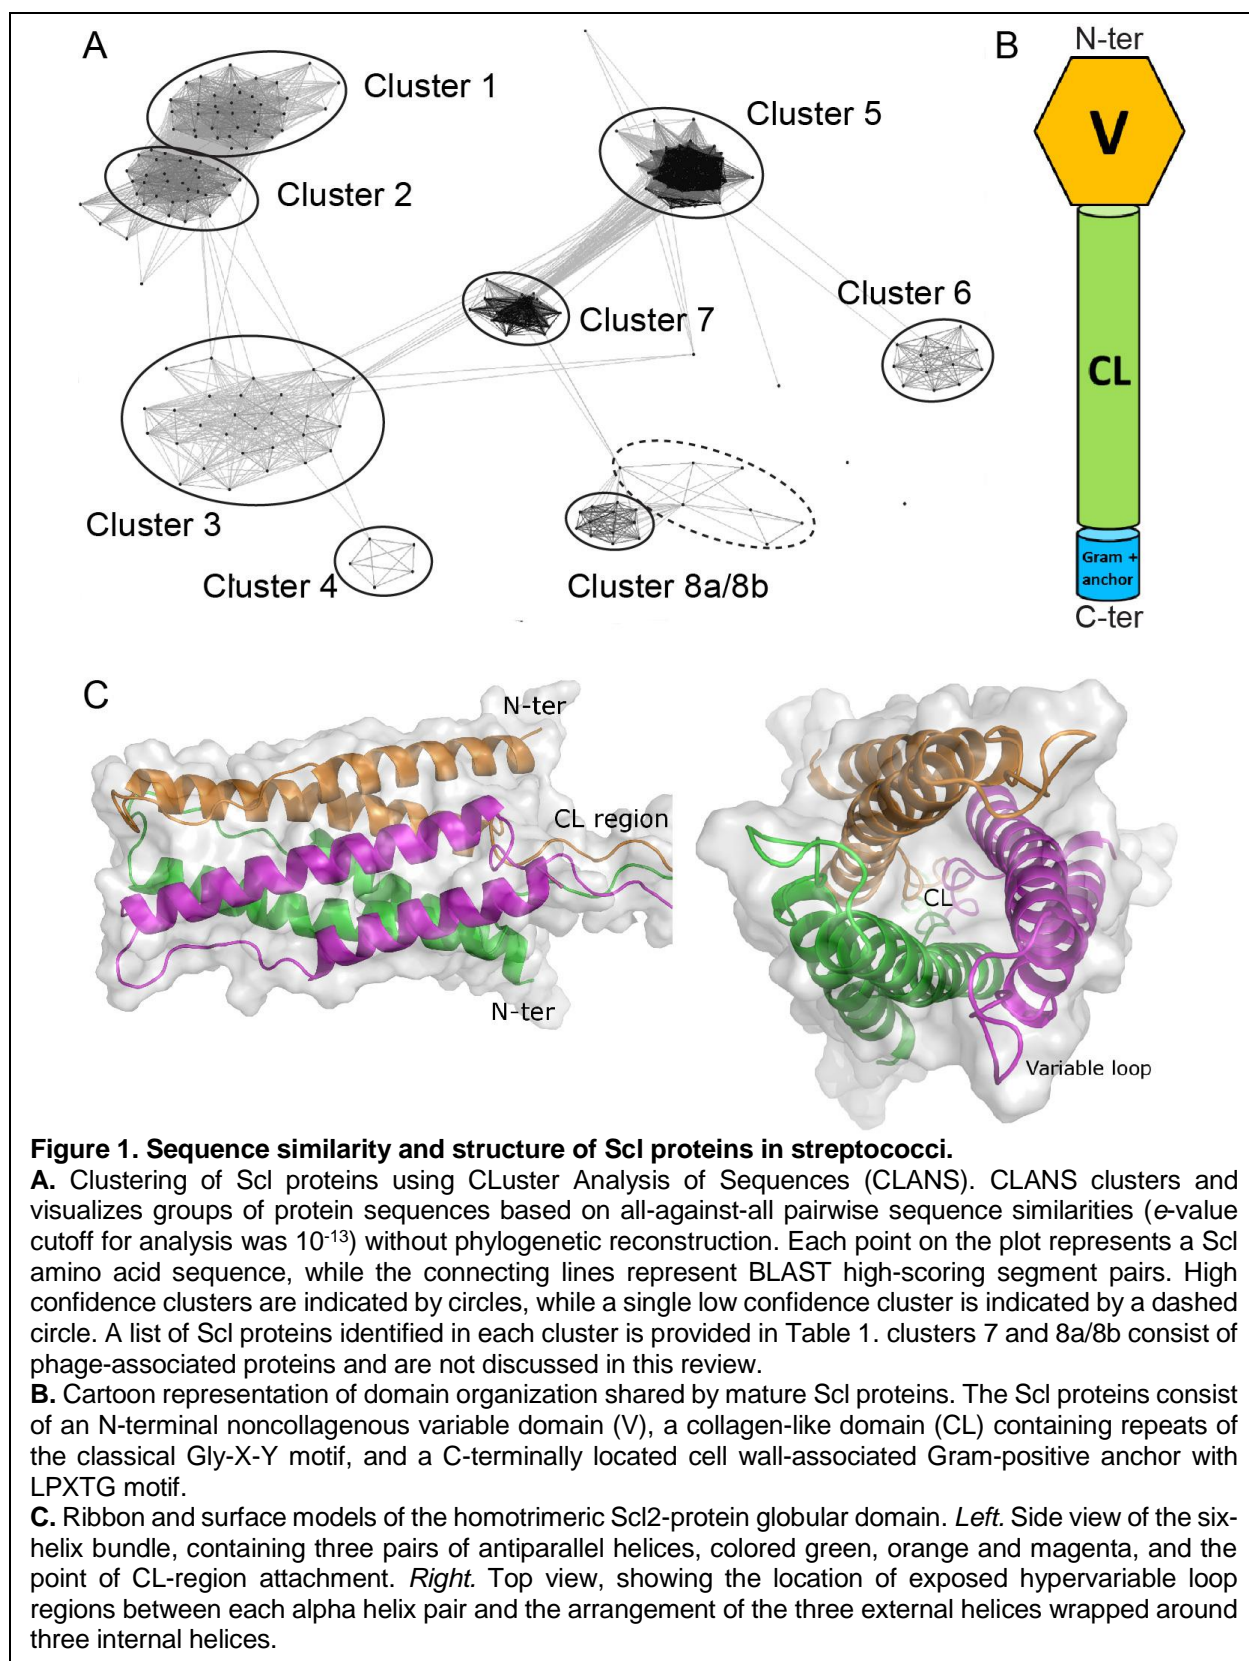 A
Cluster 1
Cluster 2
Cluster 5
Cluster 6
Cluster 7
Cluster 3
Cluster 4
Cluster 8a/8b
B
N-ter
V
CL
Gram +
anchor
C-ter
C
N-ter
CL region
N-ter
CL
Variable loop
Figure 1. Sequence similarity and structure of Scl proteins in streptococci.
A. Clustering of Scl proteins using CLuster Analysis of Sequences (CLANS). CLANS clusters and
visualizes groups of protein sequences based on all-against-all pairwise sequence similarities (e-value
cutoff for analysis was 10-13) without phylogenetic reconstruction. Each point on the plot represents a Scl
amino acid sequence, while the connecting lines represent BLAST high-scoring segment pairs. High
confidence clusters are indicated by circles, while a single low confidence cluster is indicated by a dashed
circle. A list of Scl proteins identified in each cluster is provided in Table 1. clusters 7 and 8a/8b consist of
phage-associated proteins and are not discussed in this review.
B. Cartoon representation of domain organization shared by mature Scl proteins. The Scl proteins consist
of an N-terminal noncollagenous variable domain (V), a collagen-like domain (CL) containing repeats of
the classical Gly-X-Y motif, and a C-terminally located cell wall-associated Gram-positive anchor with
LPXTG motif.
C. Ribbon and surface models of the homotrimeric Scl2-protein globular domain. Left. Side view of the six-
helix bundle, containing three pairs of antiparallel helices, colored green, orange and magenta, and the
point of CL-region attachment. Right. Top view, showing the location of exposed hypervariable loop
regions between each alpha helix pair and the arrangement of the three external helices wrapped around
three internal helices.